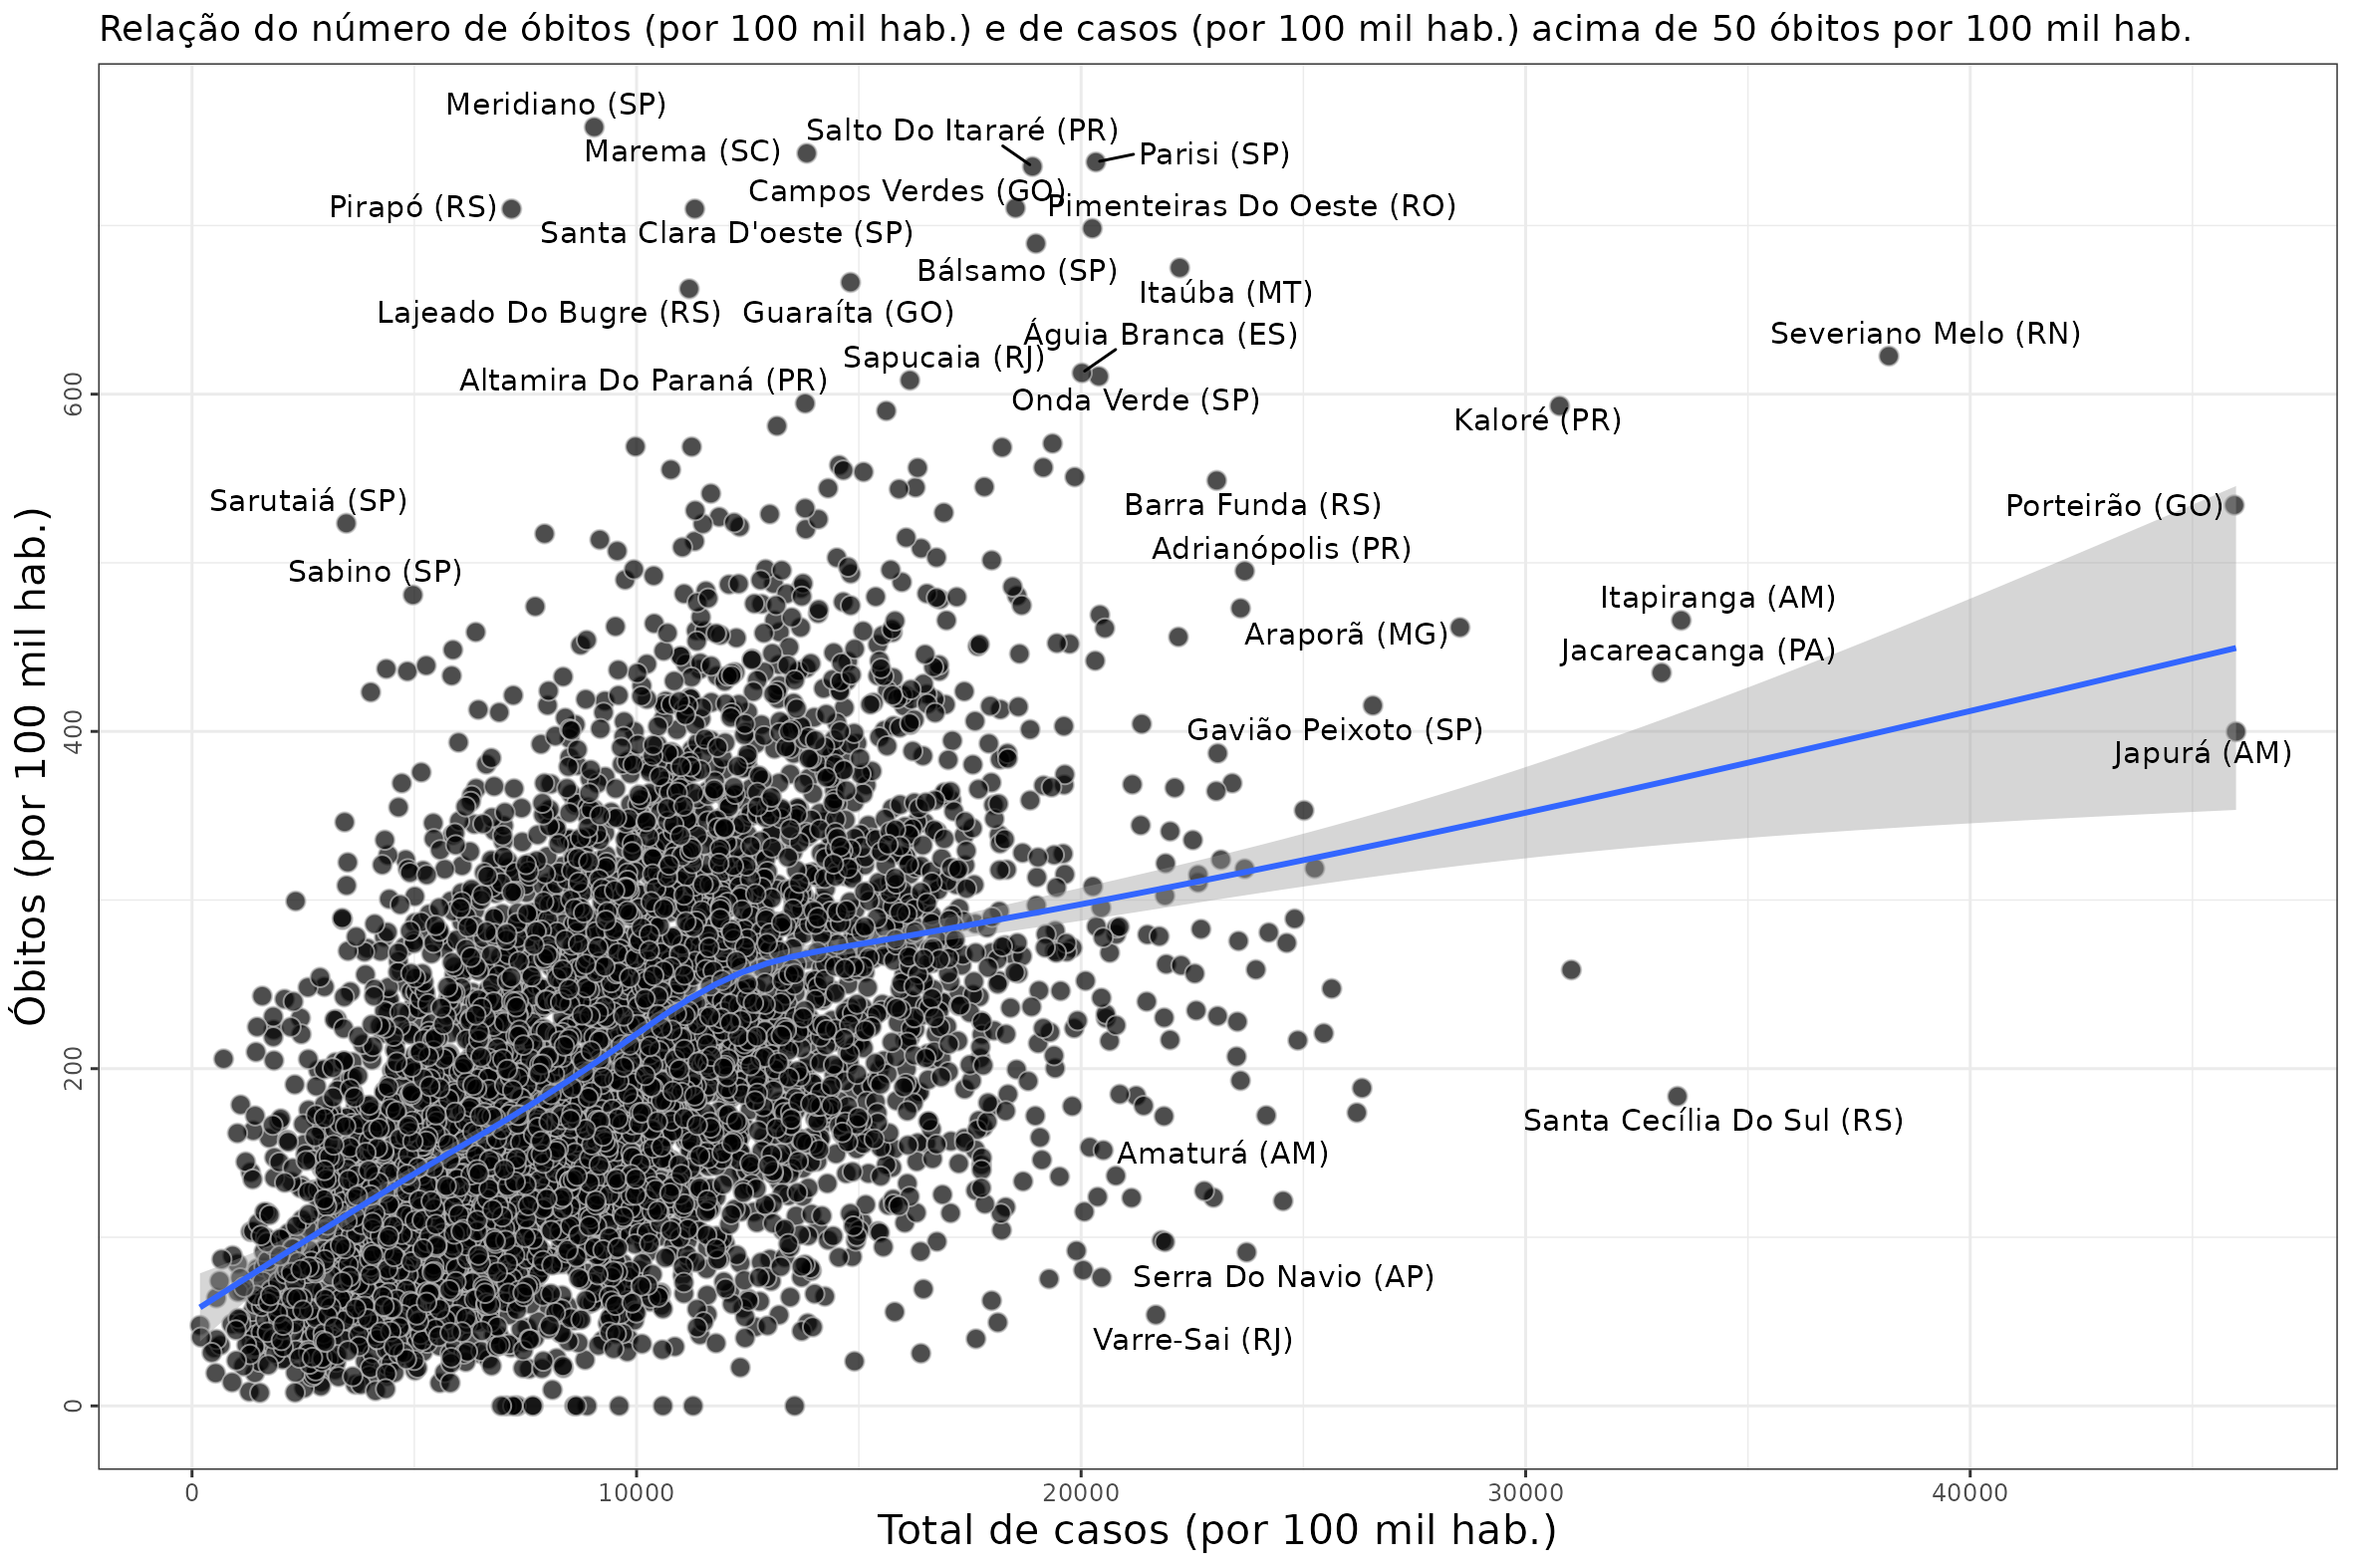 Relação do número de óbitos (por 100 mil hab.) e de casos (por 100 mil hab.) acima de 50 óbitos por 100 mil hab.
Meridiano (SP)
Salto Do Itararé (PR)
Marema (SC)
Parisi (SP)
Campos Verdes (GO)
Pirapó (RS)
Pimenteiras Do Oeste (RO)
Santa Clara D'oeste (SP)
Bálsamo (SP)
Itaúba (MT)
Lajeado Do Bugre (RS)
Guaraíta (GO)
Águia Branca (ES)
Severiano Melo (RN)
Sapucaia (RJ)
Altamira Do Paraná (PR)
Onda Verde (SP)
Kaloré (PR)
Sarutaiá (SP)
Barra Funda (RS)
Porteirão (GO)
Adrianópolis (PR)
Sabino (SP)
Itapiranga (AM)
Araporã (MG)
Jacareacanga (PA)
Gavião Peixoto (SP)
Japurá (AM)
Santa Cecília Do Sul (RS)
Amaturá (AM)
Serra Do Navio (AP)
Varre-Sai (RJ)
Óbitos (por 100 mil hab.)
600
400
200
0
0
10000
20000
30000
40000
Total de casos (por 100 mil hab.)